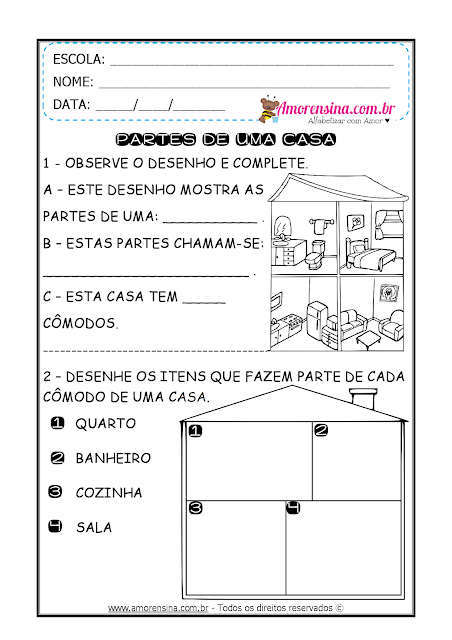 ESCOLA: ______________________________
NOME: ________________________________
DATA: _____/____/_______
Amorensina.com.br
Alfabetizar com Amor ♥
PARTES DE UMA CASA
1 - OBSERVE O DESENHO E COMPLETE.
A - ESTE DESENHO MOSTRA AS
PARTES DE UMA: ____________ .
B - ESTAS PARTES CHAMAM-SE:
__________________________ .
C - ESTA CASA TEM _____
CÔMODOS.
2 - DESENHE OS ITENS QUE FAZEM PARTE DE CADA
CÔMODO DE UMA CASA.
1 QUARTO
2 BANHEIRO
3 COZINHA
4 SALA
1 2
3 4
www.amorensina.com.br - Todos os direitos reservados ©